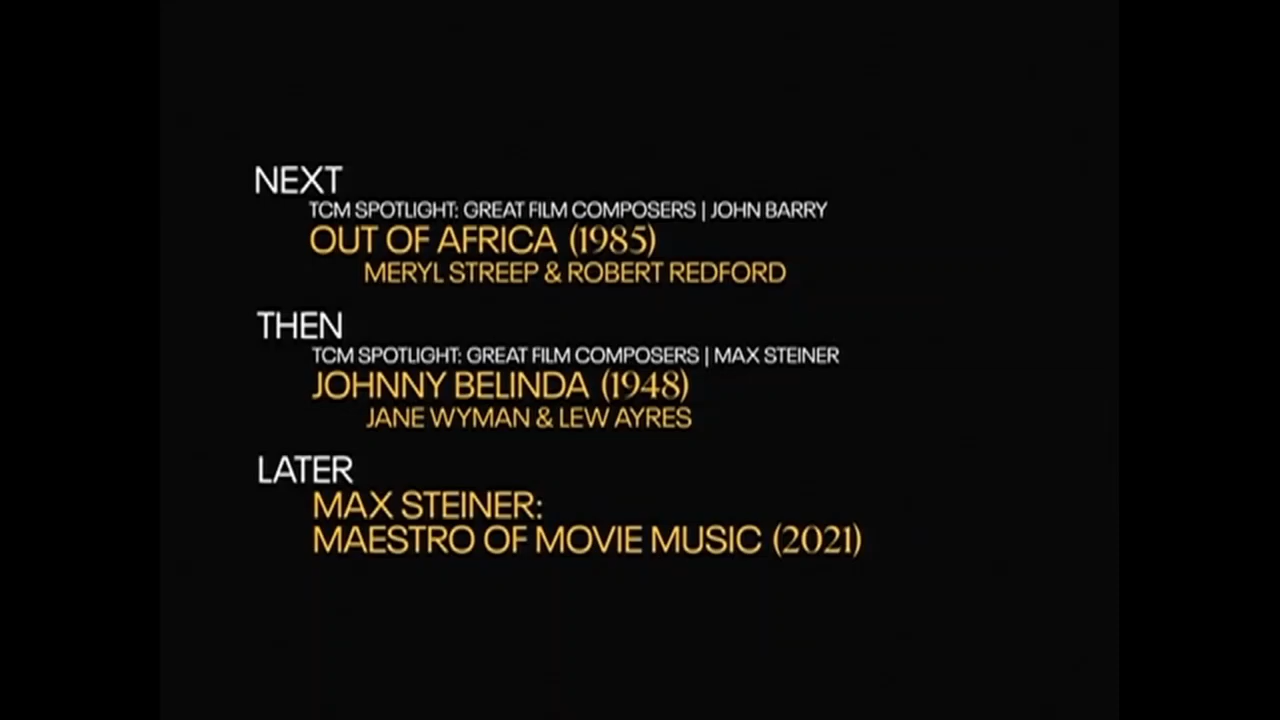 NEXT
TCM SPOTLIGHT: GREAT FILM COMPOSERS | JOHN BARRY
OUT OF AFRICA (1985)
MERYL STREEP & ROBERT REDFORD
THEN
TCM SPOTLIGHT: GREAT FILM COMPOSERS | MAX STEINER
JOHNNY BELINDA (1948)
JANE WYMAN & LEW AYRES
LATER
MAX STEINER:
MAESTRO OF MOVIE MUSIC (2021)